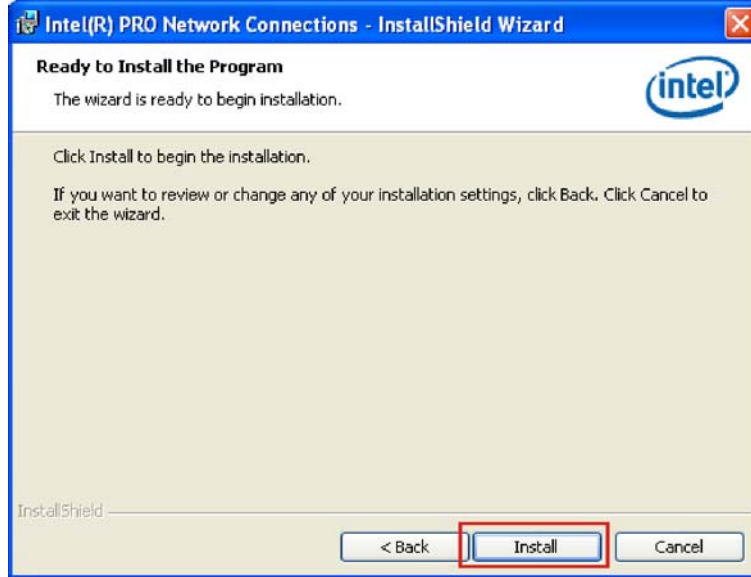 Intel(R) PRO Network Connections - InstallShield Wizard
Ready to Install the Program
The wizard is ready to begin installation.
intel
Click Install to begin the installation.
If you want to review or change any of your installation settings, click Back. Click Cancel to
exit the wizard.
InstallShield
< Back Install Cancel